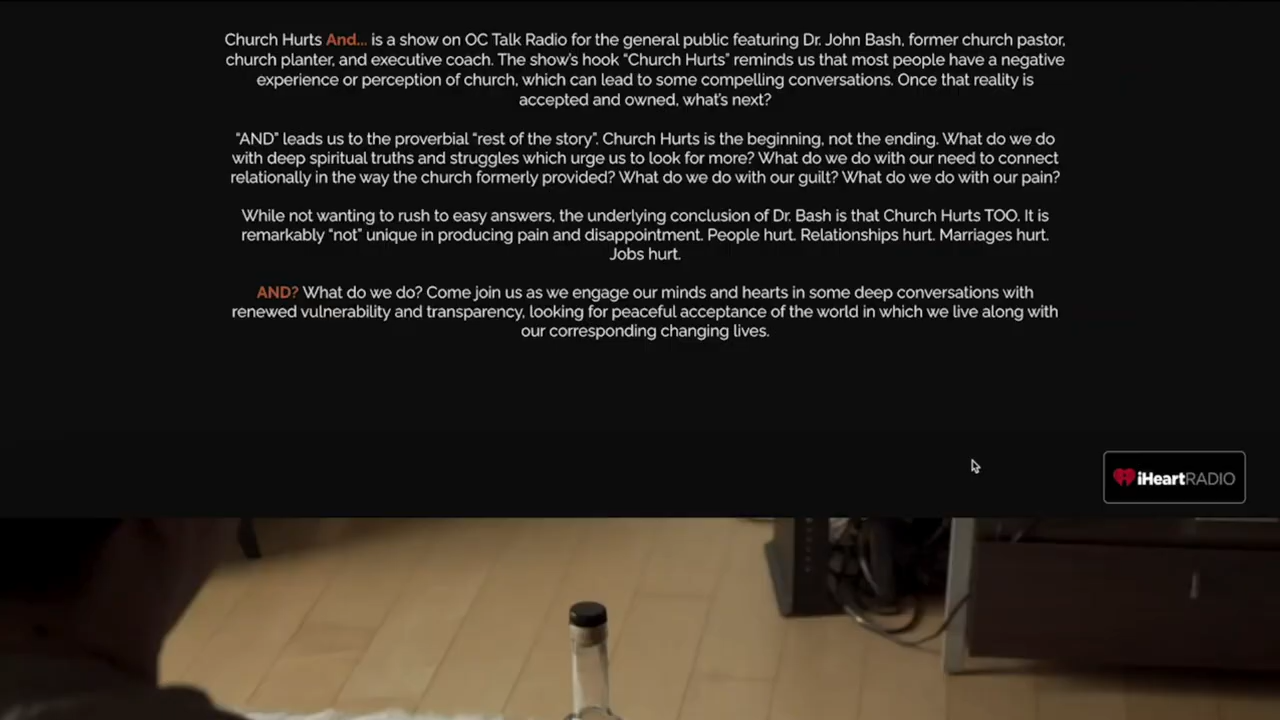 Church Hurts And... is a show on OC Talk Radio for the general public featuring Dr. John Bash, former church pastor,
church planter, and executive coach. The show's hook “Church Hurts” reminds us that most people have a negative
experience or perception of church, which can lead to some compelling conversations. Once that reality is
accepted and owned, what's next?
“AND” leads us to the proverbial “rest of the story”. Church Hurts is the beginning, not the ending. What do we do
with deep spiritual truths and struggles which urge us to look for more? What do we do with our need to connect
relationally in the way the church formerly provided? What do we do with our guilt? What do we do with our pain?
While not wanting to rush to easy answers, the underlying conclusion of Dr. Bash is that Church Hurts TOO. It is
remarkably “not” unique in producing pain and disappointment. People hurt. Relationships hurt. Marriages hurt.
Jobs hurt.
AND? What do we do? Come join us as we engage our minds and hearts in some deep conversations with
renewed vulnerability and transparency, looking for peaceful acceptance of the world in which we live along with
our corresponding changing lives.
iHeartRADIO